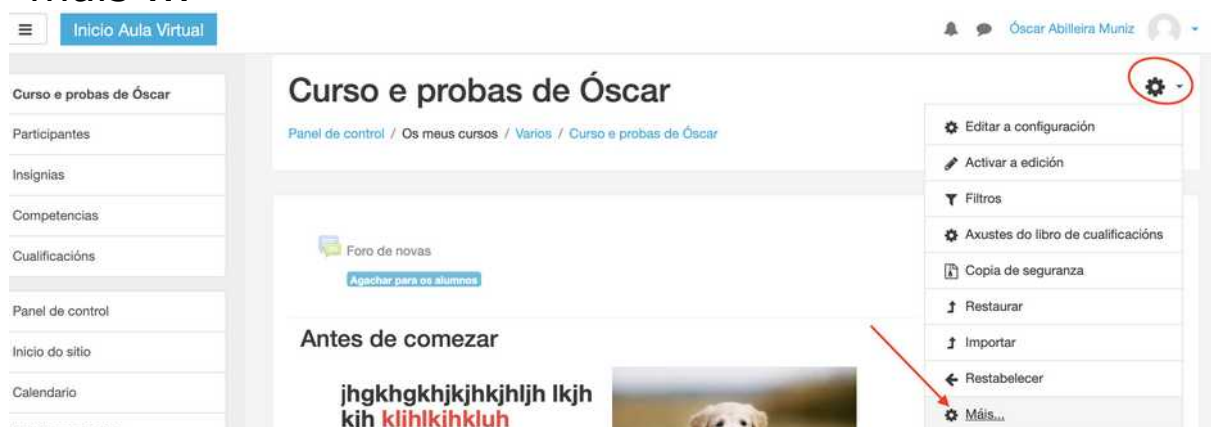 Inicio Aula Virtual
Óscar Abilleira Muniz
Curso e probas de Óscar
Participantes
Insignias
Competencias
Cualificacións
Panel de control
Inicio do sitio
Calendario
Curso e probas de Óscar
Panel de control / Os meus cursos / Varios / Curso e probas de Óscar
Foro de novas
Agachar para os alumnos
Antes de comezar
jhgkhgkhjkjhkjhljh lkjh
kjh kljhlkjhkluh
Editar a configuración
Activar a edición
Filtros
Axustes do libro de cualificacións
Copia de seguranza
Restaurar
Importar
Restabelecer
Máis...